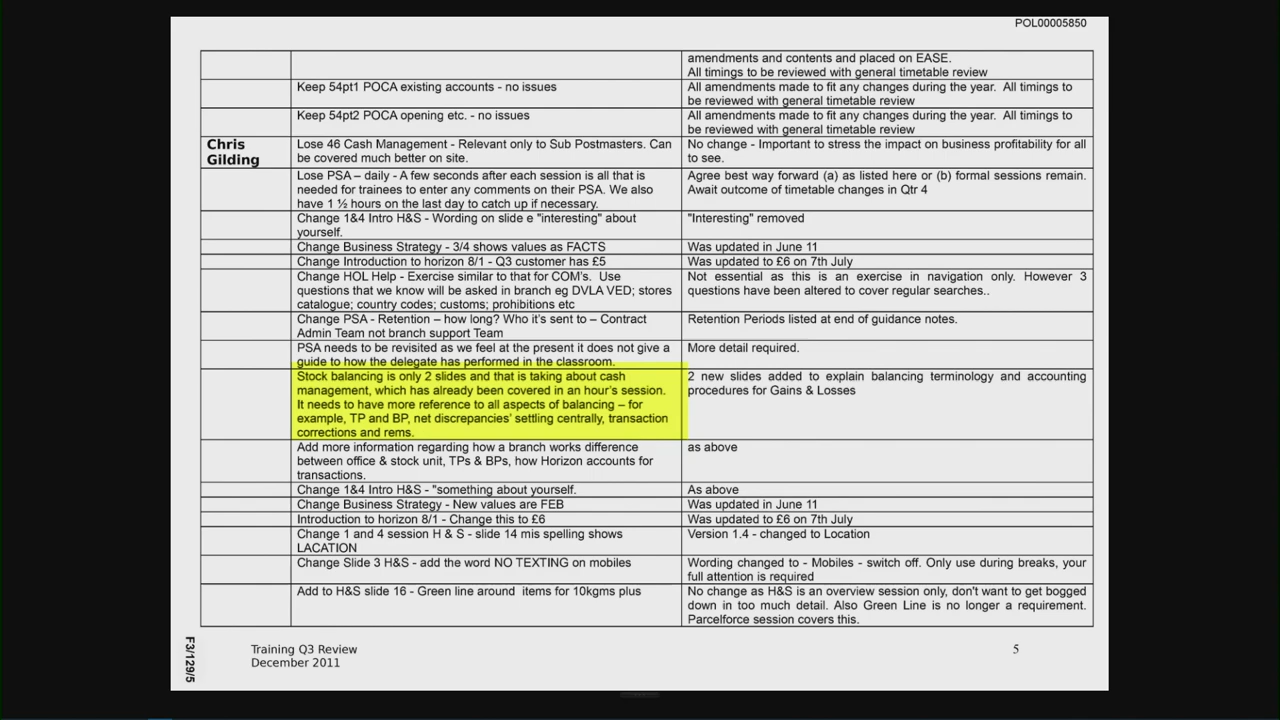 POL00005850
amendments and contents and placed on EASE.
All timings to be reviewed with general timetable review
Keep 54pt1 POCA existing accounts - no issues
All amendments made to fit any changes during the year. All timings to
be reviewed with general timetable review
Keep 54pt2 POCA opening etc. - no issues
All amendments made to fit any changes during the year. All timings to
be reviewed with general timetable review
Chris
Gilding
Lose 46 Cash Management - Relevant only to Sub Postmasters. Can
be covered much better on site.
No change - Important to stress the impact on business profitability for all
to see.
Lose PSA – daily - A few seconds after each session is all that is
needed for trainees to enter any comments on their PSA. We also
have 1 ½ hours on the last day to catch up if necessary.
Agree best way forward (a) as listed here or (b) formal sessions remain.
Await outcome of timetable changes in Qtr 4
Change 1&4 Intro H&S - Wording on slide e "interesting" about
yourself.
"Interesting" removed
Change Business Strategy - 3/4 shows values as FACTS
Was updated in June 11
Change Introduction to horizon 8/1 - Q3 customer has £5
Was updated to £6 on 7th July
Change HOL Help - Exercise similar to that for COM's. Use
questions that we know will be asked in branch eg DVLA VED; stores
catalogue; country codes; customs; prohibitions etc
Not essential as this is an exercise in navigation only. However 3
questions have been altered to cover regular searches..
Change PSA - Retention – how long? Who it's sent to – Contract
Admin Team not branch support Team
Retention Periods listed at end of guidance notes.
PSA needs to be revisited as we feel at the present it does not give a
guide to how the delegate has performed in the classroom.
More detail required.
Stock balancing is only 2 slides and that is taking about cash
management, which has already been covered in an hour's session.
It needs to have more reference to all aspects of balancing – for
example, TP and BP, net discrepancies' settling centrally, transaction
corrections and rems.
2 new slides added to explain balancing terminology and accounting
procedures for Gains & Losses
Add more information regarding how a branch works difference
between office & stock unit, TPs & BPs, how Horizon accounts for
transactions.
as above
Change 1&4 Intro H&S - "something about yourself.
As above
Change Business Strategy - New values are FEB
Was updated in June 11
Introduction to horizon 8/1 - Change this to £6
Was updated to £6 on 7th July
Change 1 and 4 session H & S - slide 14 mis spelling shows
LACATION
Version 1.4 - changed to Location
Change Slide 3 H&S - add the word NO TEXTING on mobiles
Wording changed to - Mobiles - switch off. Only use during breaks, your
full attention is required
Add to H&S slide 16 - Green line around items for 10kgms plus
No change as H&S is an overview session only, don't want to get bogged
down in too much detail. Also Green Line is no longer a requirement.
Parcelforce session covers this.
F3/129/5
Training Q3 Review
December 2011
5